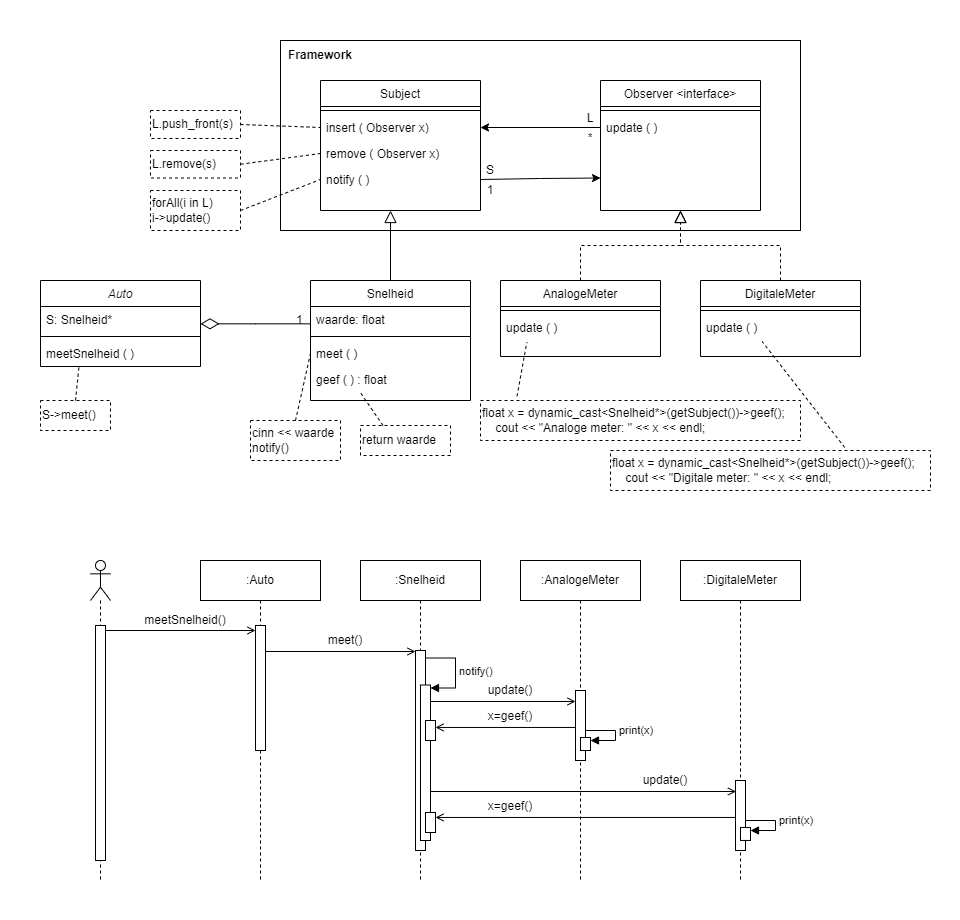 Framework
Subject
insert ( Observer x)
remove ( Observer x)
notify ( )
Observer <interface>
update ( )
L
*
S
1
L.push_front(s)
L.remove(s)
forAll(i in L)
i->update()
Auto
S: Snelheid*
meetSnelheid ( )
1
Snelheid
waarde: float
meet ( )
geef ( ) : float
AnalogeMeter
update ( )
DigitaleMeter
update ( )
S->meet()
cinn << waarde
notify()
return waarde
float x = dynamic_cast<Snelheid*>(getSubject())->geef();
cout << "Analoge meter: " << x << endl;
float x = dynamic_cast<Snelheid*>(getSubject())->geef();
cout << "Digitale meter: " << x << endl;
:Auto
:Snelheid
:AnalogeMeter
:DigitaleMeter
meetSnelheid()
meet()
notify()
update()
x=geef()
print(x)
update()
x=geef()
print(x)